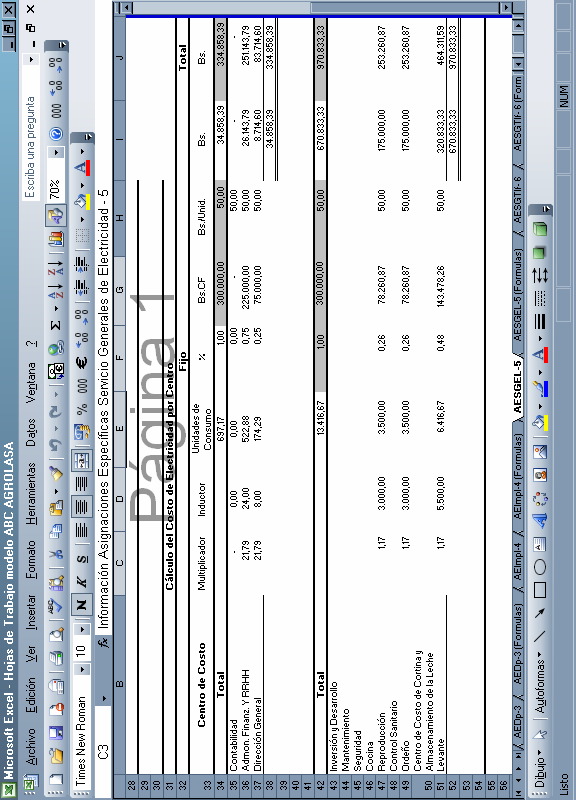 Microsoft Excel - Hojas de Trabajo modelo ABC AGROLASA
Archivo Edición Ver Insertar Formato Herramientas Datos Ventana ?
Escriba una pregunta
70%
Times New Roman 10 N K S % 000 €
C3 fx Información Asignaciones Específicas Servicio Generales de Electricidad - 5
B C D E F G H I J
28
29
30
31 Cálculo del Costo de Electricidad por Centro
32 Fijo Total
33 Centro de Costo Multiplicador Inductor Unidades de Consumo % Bs.CF Bs./Unid. Bs. Bs.
34 Total 697,17 1,00 300.000,00 50,00 34.858,39 334.858,39
35 Contabilidad - 0,00 0,00 0,00 - 50,00 - -
36 Admon. Finanz. Y RRHH 21,79 24,00 522,88 0,75 225.000,00 50,00 26.143,79 251.143,79
37 Dirección General 21,79 8,00 174,29 0,25 75.000,00 50,00 8.714,60 83.714,60
38 34.858,39 334.858,39
39
40
41
42 Total 13.416,67 1,00 300.000,00 50,00 670.833,33 970.833,33
43 Inversión y Desarrollo
44 Mantenimiento
45 Seguridad
46 Cocina
47 Reproducción 1,17 3.000,00 3.500,00 0,26 78.260,87 50,00 175.000,00 253.260,87
48 Control Sanitario
49 Ordeño 1,17 3.000,00 3.500,00 0,26 78.260,87 50,00 175.000,00 253.260,87
Centro de Costo de Cortina y
50 Almacenamiento de la Leche
51 Levante 1,17 5.500,00 6.416,67 0,48 143.478,26 50,00 320.833,33 464.311,59
52 670.833,33 970.833,33
53
54
55
56
Página 1
AEDp-3 AEDp-3 (Formulas) AEImpl-4 AEImpl-4 (Formulas) AESGEL-5 AESGEL-5 (Formulas) AESGTlf- 6 AESGTlf- 6 (Form
Dibujo Autoformas
Listo NUM